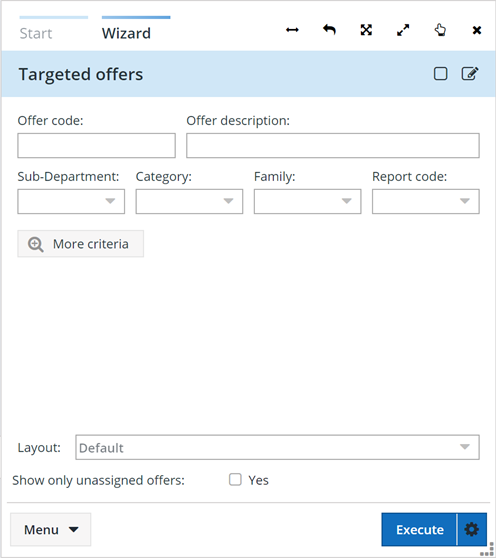 Start Wizard
Targeted offers
Offer code: Offer description:
Sub-Department: Category: Family: Report code:
More criteria
Layout: Default
Show only unassigned offers: Yes
Menu Execute